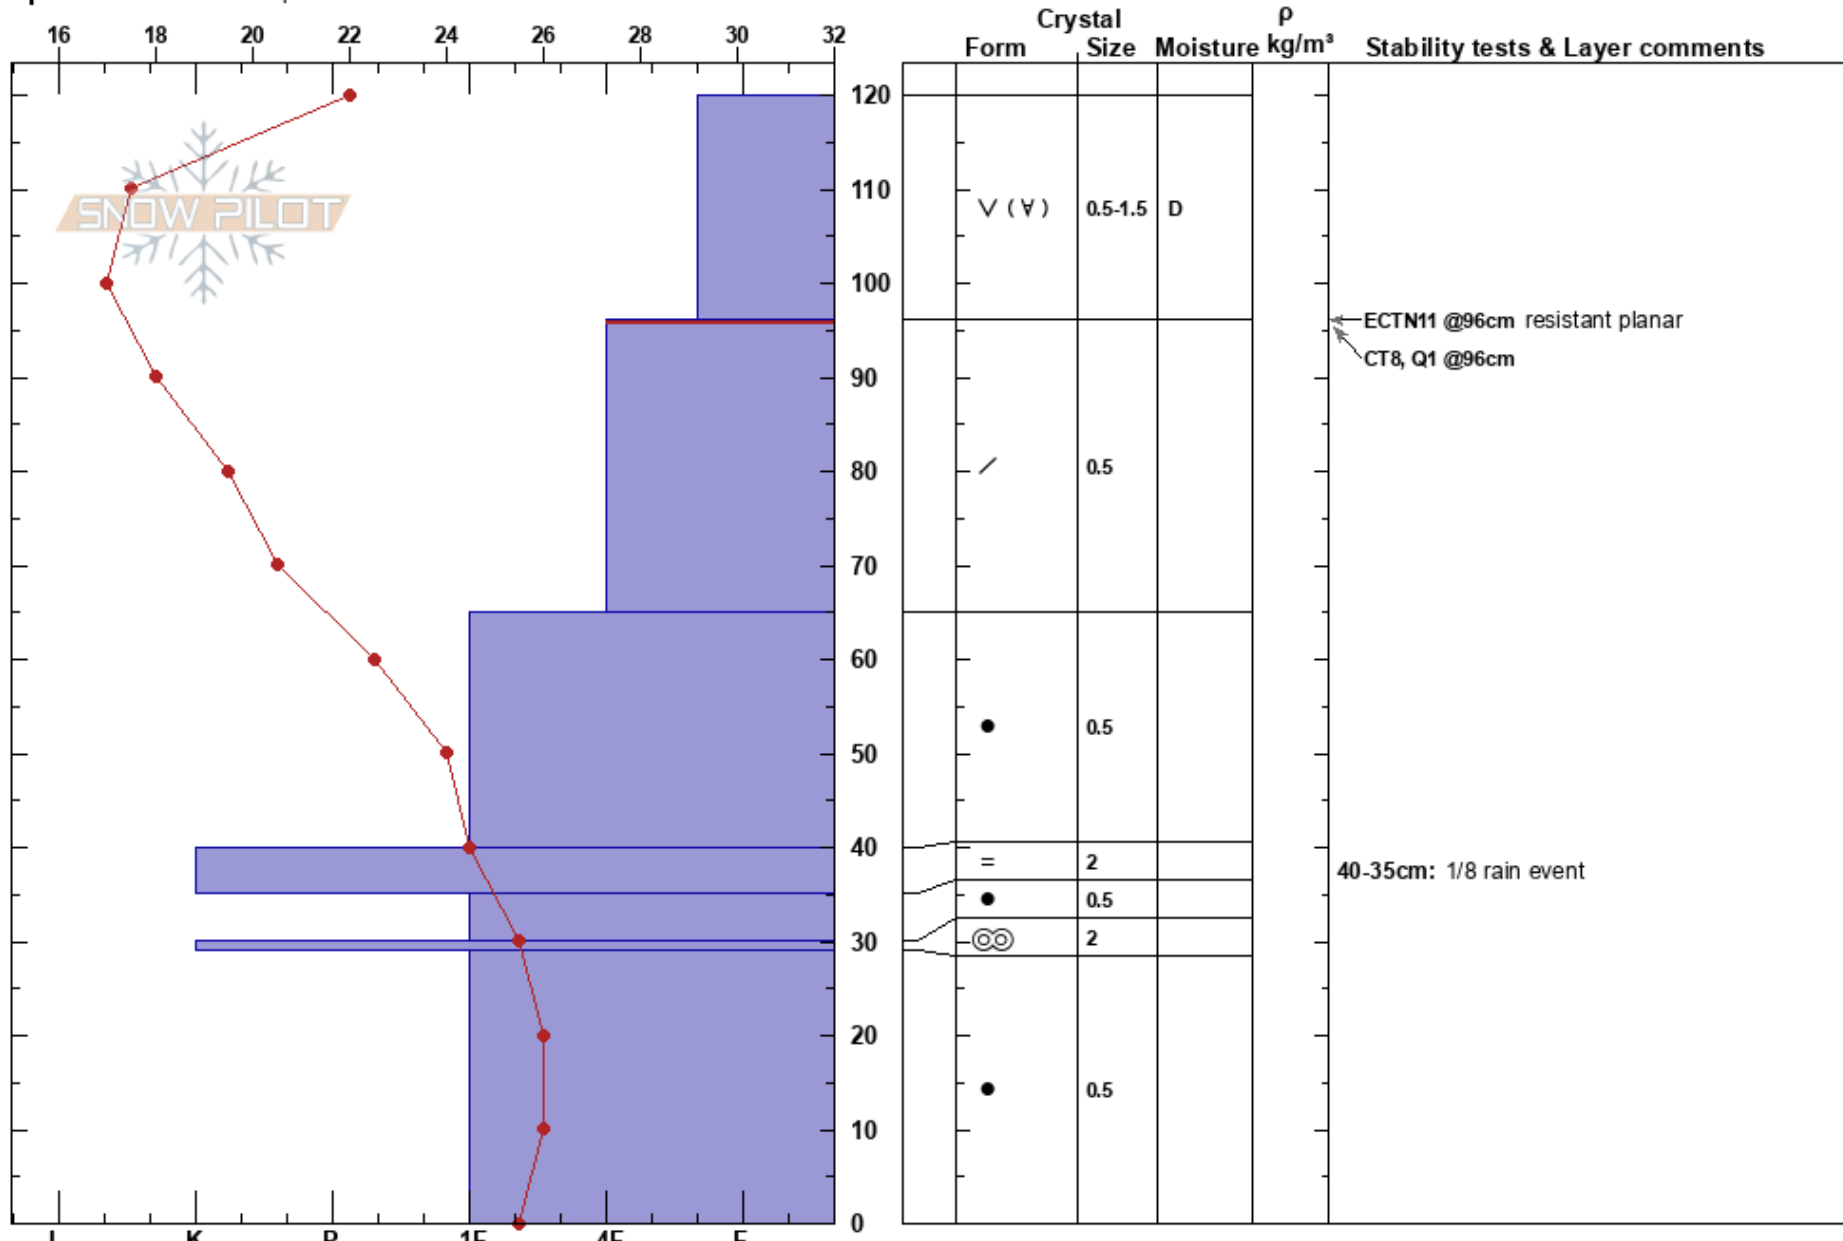 16 18 20 22 24 26 28 30 32
Crystal
ρ
Form Size Moisture kg/m³ Stability tests & Layer comments
120
SNOW PILOT
110
0.5-1.5 D
100
ECTN11 @96cm resistant planar
CT8, Q1 @96cm
90
80
0.5
70
60
0.5
50
40
= 2
40-35cm: 1/8 rain event
0.5
30
2
20
0.5
10
0
K 1F 4F